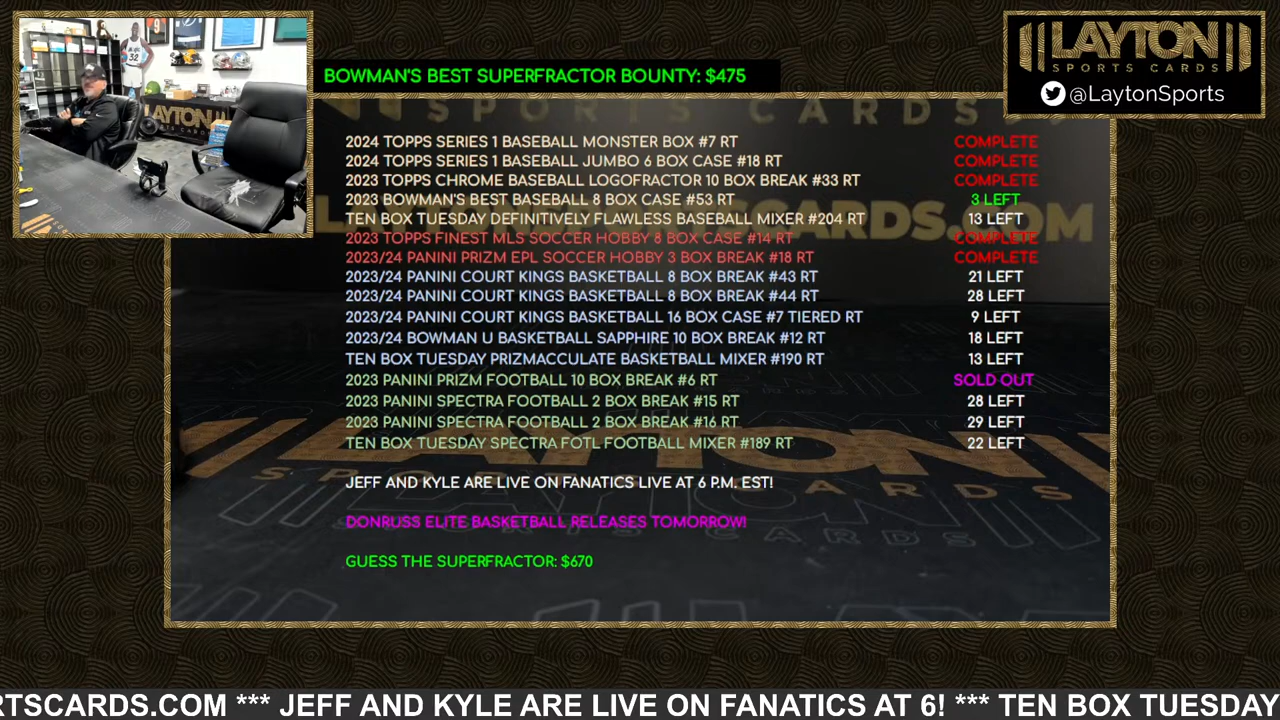 BOWMAN'S BEST SUPERFRACTOR BOUNTY: $475
LAYTON
SPORTS CARDS
@LaytonSports
SPORTS CARDS
2024 TOPPS SERIES 1 BASEBALL MONSTER BOX #7 RT COMPLETE
2024 TOPPS SERIES 1 BASEBALL JUMBO 6 BOX CASE #18 RT COMPLETE
2023 TOPPS CHROME BASEBALL LOGOFRACTOR 10 BOX BREAK #33 RT COMPLETE
2023 BOWMAN'S BEST BASEBALL 8 BOX CASE #53 RT 3 LEFT
TEN BOX TUESDAY DEFINITIVELY FLAWLESS BASEBALL MIXER #204 RT 13 LEFT
2023 TOPPS FINEST MLS SOCCER HOBBY 8 BOX CASE #14 RT COMPLETE
2023/24 PANINI PRIZM EPL SOCCER HOBBY 3 BOX BREAK #18 RT COMPLETE
2023/24 PANINI COURT KINGS BASKETBALL 8 BOX BREAK #43 RT 21 LEFT
2023/24 PANINI COURT KINGS BASKETBALL 8 BOX BREAK #44 RT 28 LEFT
2023/24 PANINI COURT KINGS BASKETBALL 16 BOX CASE #7 TIERED RT 9 LEFT
2023/24 BOWMAN U BASKETBALL SAPPHIRE 10 BOX BREAK #12 RT 18 LEFT
TEN BOX TUESDAY PRIZMACCULATE BASKETBALL MIXER #190 RT 13 LEFT
2023 PANINI PRIZM FOOTBALL 10 BOX BREAK #6 RT SOLD OUT
2023 PANINI SPECTRA FOOTBALL 2 BOX BREAK #15 RT 28 LEFT
2023 PANINI SPECTRA FOOTBALL 2 BOX BREAK #16 RT 29 LEFT
TEN BOX TUESDAY SPECTRA FOTL FOOTBALL MIXER #189 RT 22 LEFT
JEFF AND KYLE ARE LIVE ON FANATICS LIVE AT 6 P.M. EST!
DONRUSS ELITE BASKETBALL RELEASES TOMORROW!
GUESS THE SUPERFRACTOR: $670
RTSCARDS.COM *** JEFF AND KYLE ARE LIVE ON FANATICS AT 6! *** TEN BOX TUESDAY